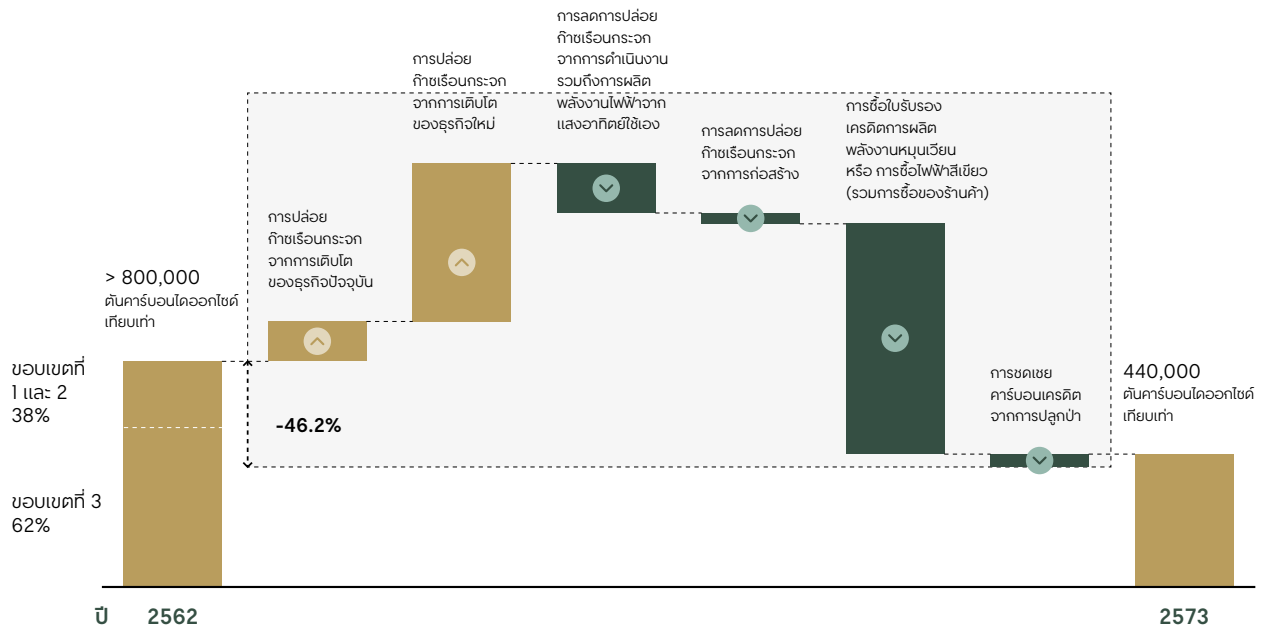 > 800,000
ตันคาร์บอนไดออกไซด์
เทียบเท่า
ขอบเขตที่
1 และ 2
38%
ขอบเขตที่ 3
62%
การปล่อย
ก๊าซเรือนกระจก
จากการเติบโต
ของธุรกิจปัจจุบัน
-46.2%
การปล่อย
ก๊าซเรือนกระจก
จากการเติบโต
ของธุรกิจใหม่
การลดการปล่อย
ก๊าซเรือนกระจก
จากการดำเนินงาน
รวมถึงการผลิต
พลังงานไฟฟ้าจาก
แสงอาทิตย์ใช้เอง
การลดการปล่อย
ก๊าซเรือนกระจก
จากการก่อสร้าง
การซื้อใบรับรอง
เครดิตการผลิต
พลังงานหมุนเวียน
หรือ การซื้อไฟฟ้าสีเขียว
(รวมการซื้อของร้านค้า)
การชดเชย
คาร์บอนเครดิต
จากการปลูกป่า
440,000
ตันคาร์บอนไดออกไซด์
เทียบเท่า
ปี 2562 2573